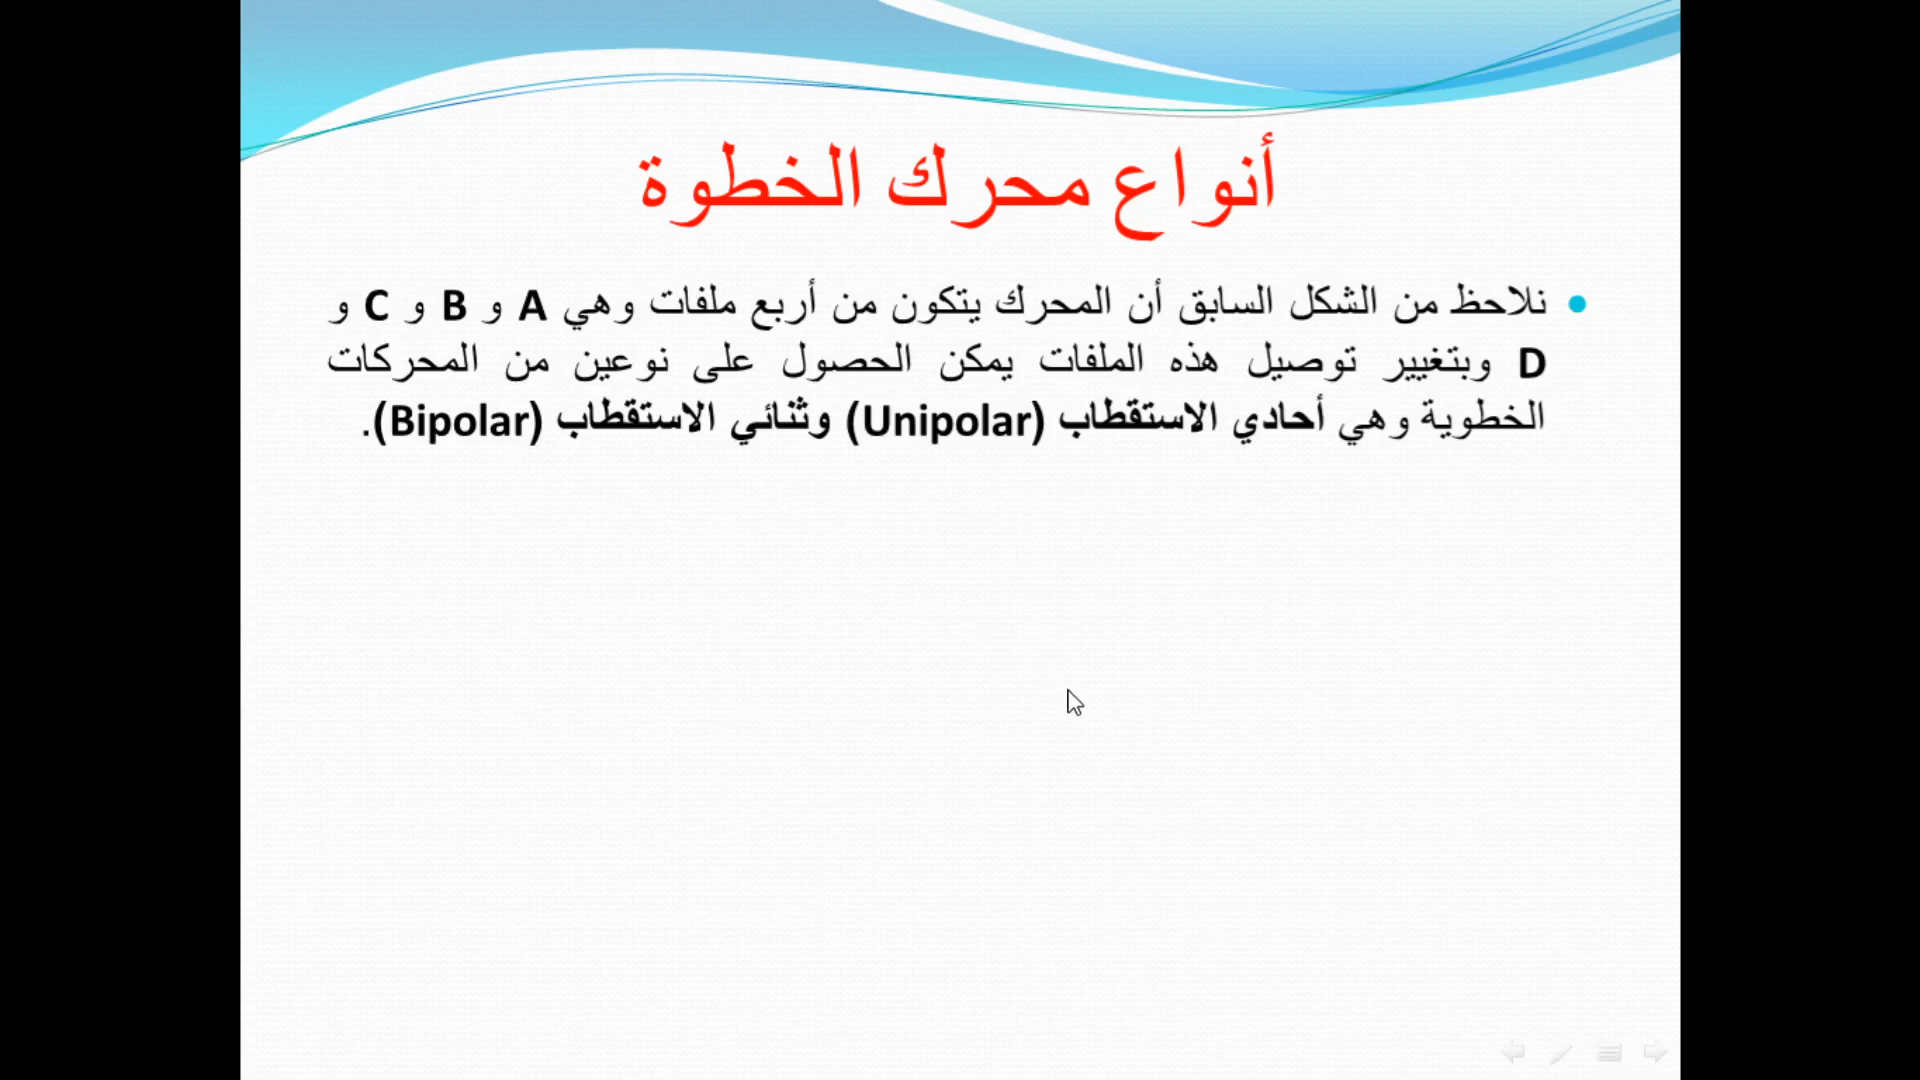 أنواع محرك الخطوة
نلاحظ من الشكل السابق أن المحرك يتكون من أربع ملفات وهي A و B و C و
D وبتغيير توصيل هذه الملفات يمكن الحصول على نوعين من المحركات
الخطوية وهي أحادي الاستقطاب (Unipolar) وثنائي الاستقطاب (Bipolar).